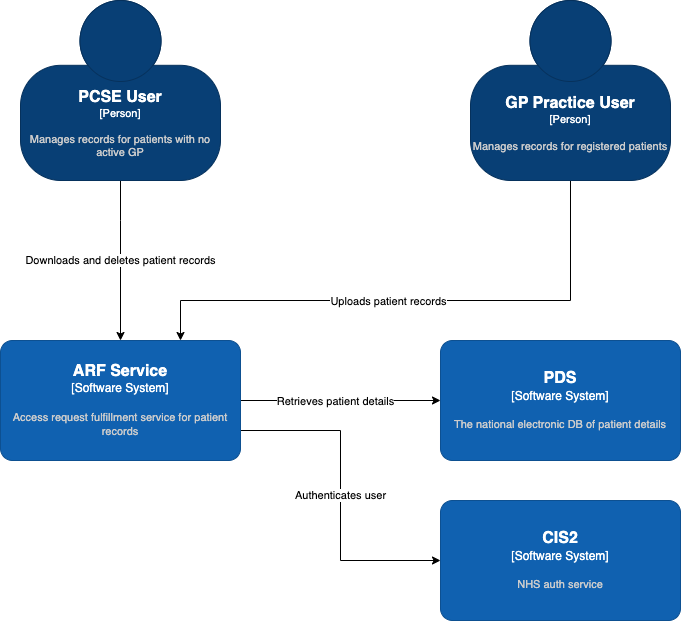 PCSE User
[Person]
Manages records for patients with no
active GP
GP Practice User
[Person]
Manages records for registered patients
Downloads and deletes patient records
Uploads patient records
ARF Service
[Software System]
Access request fulfillment service for patient
records
Retrieves patient details
PDS
[Software System]
The national electronic DB of patient details
Authenticates user
CIS2
[Software System]
NHS auth service